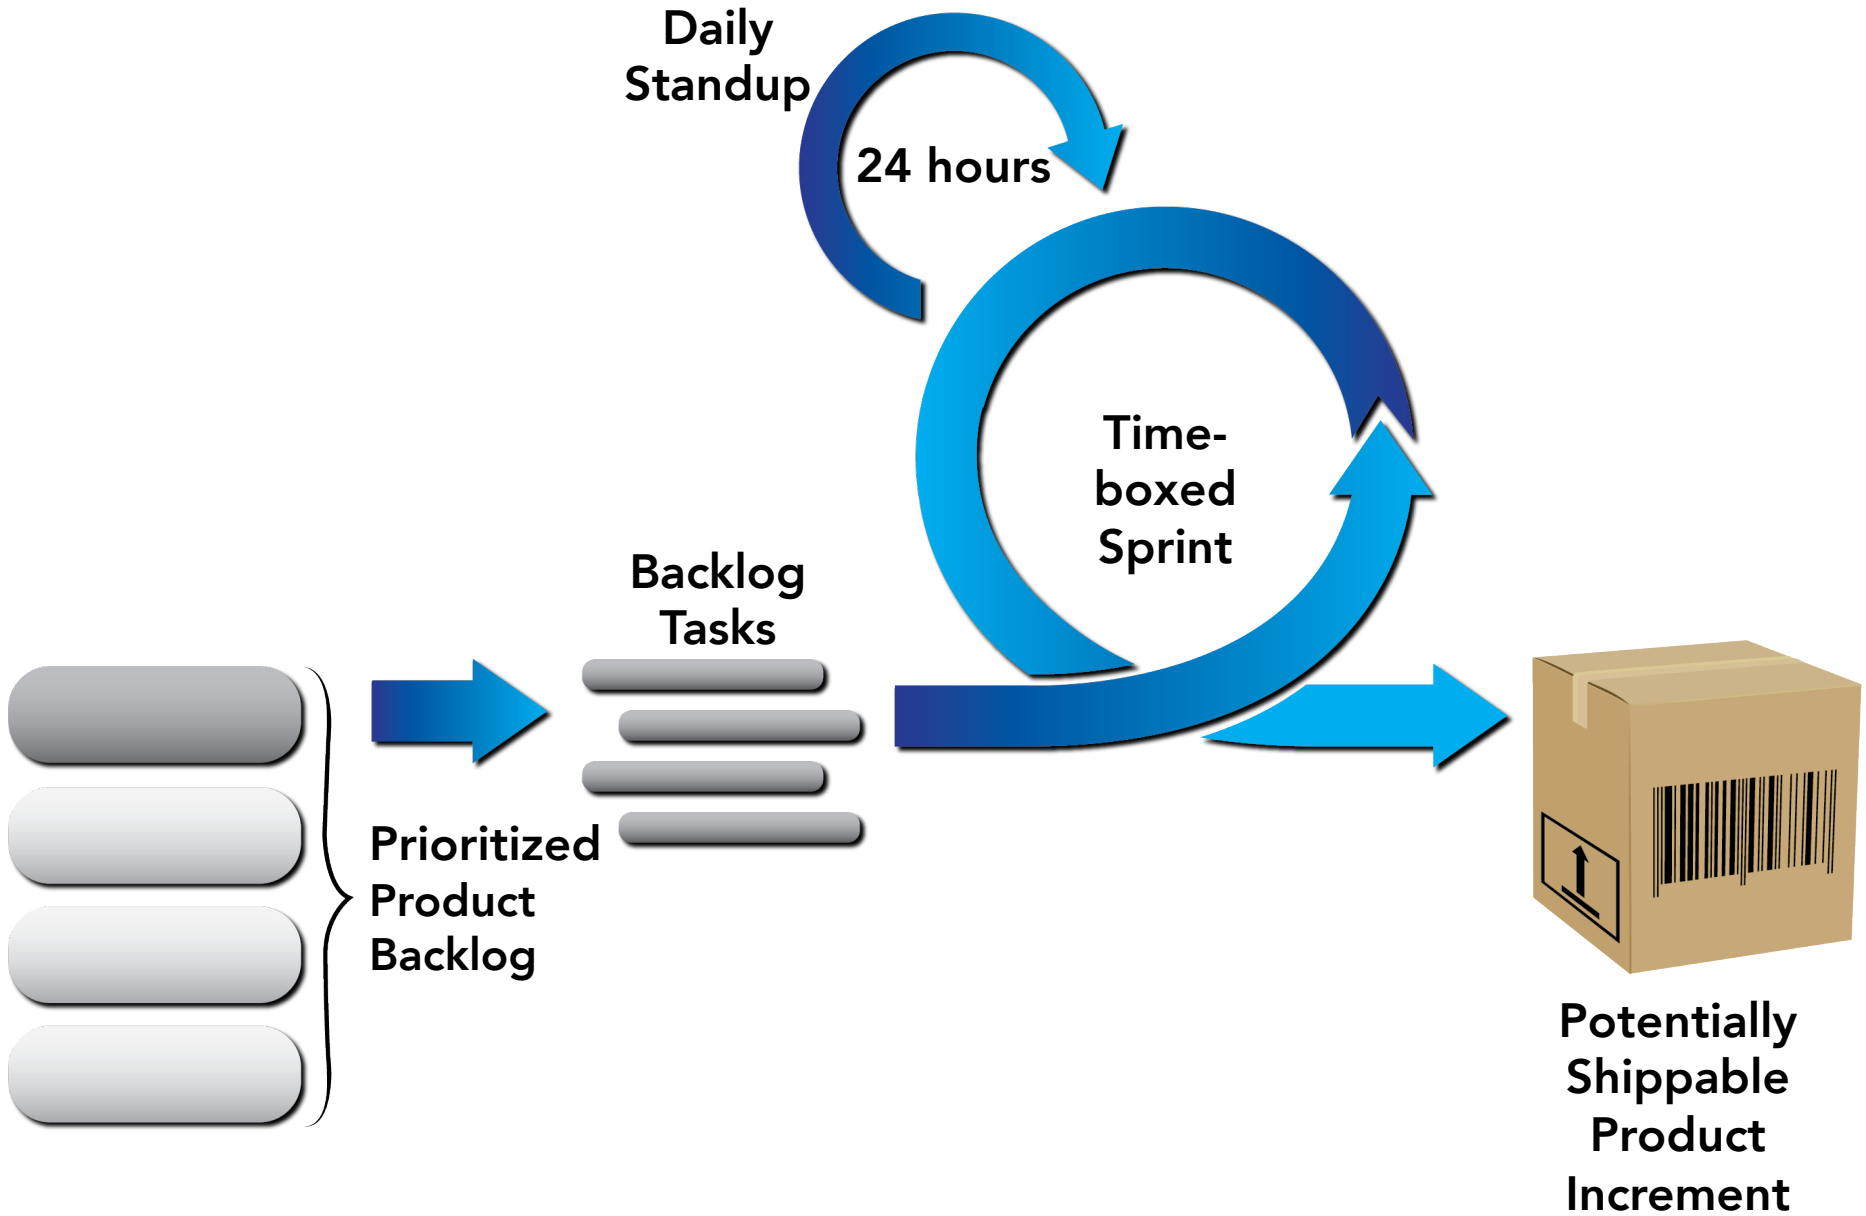 Daily
Standup
24 hours
Time-
boxed
Sprint
Backlog
Tasks
Prioritized
Product
Backlog
Potentially
Shippable
Product
Increment